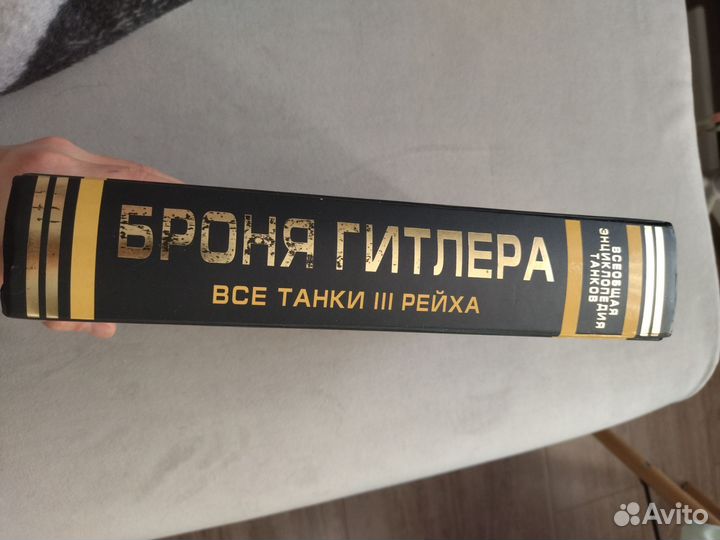 БРОНЯ ГИТЛЕРА
ВСЕ ТАНКИ III РЕЙХА
ВСЕОБЩАЯ
ЭНЦИКЛОПЕДИЯ
ТАНКОВ
Avito